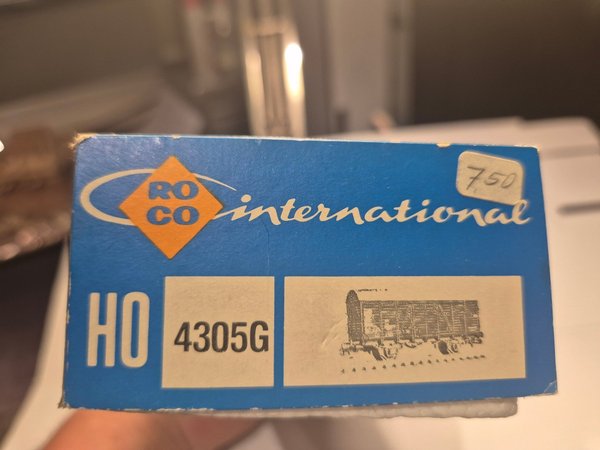 RO
CO
international
7,50
HO
4305G